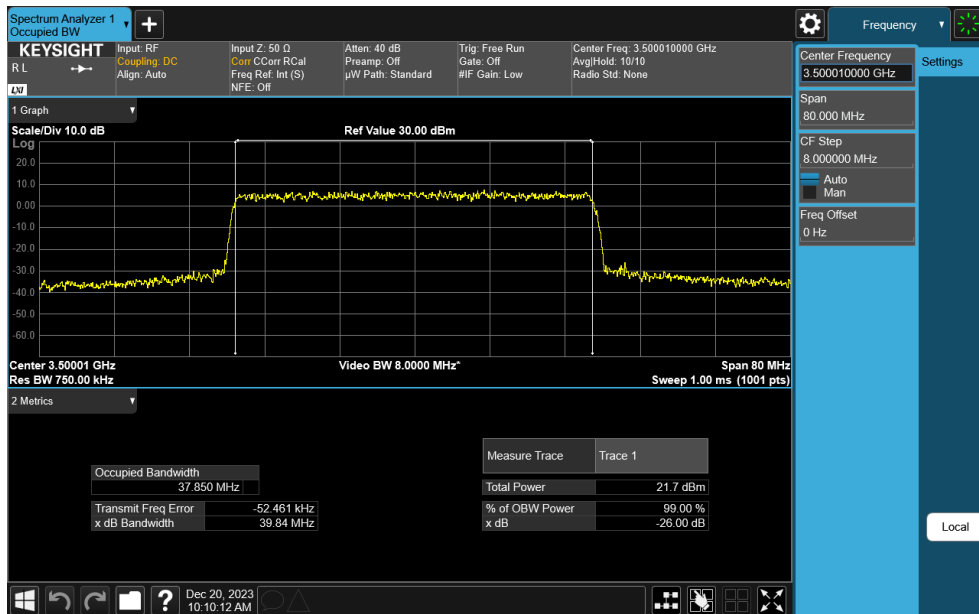 Spectrum Analyzer 1
Occupied BW
KEYSIGHT
R L
LXI
Input: RF
Coupling: DC
Align: Auto
Input Z: 50 Ω
Corr CCorr RCal
Freq Ref: Int (S)
NFE: Off
Atten: 40 dB
Preamp: Off
µW Path: Standard
Trig: Free Run
Gate: Off
#IF Gain: Low
Center Freq: 3.500010000 GHz
Avg|Hold: 10/10
Radio Std: None
1 Graph
Scale/Div 10.0 dB
Ref Value 30.00 dBm
Log
20.0
10.0
0.00
-10.0
-20.0
-30.0
-40.0
-50.0
-60.0
Center 3.50001 GHz
Video BW 8.0000 MHz*
Span 80 MHz
Res BW 750.00 kHz
Sweep 1.00 ms (1001 pts)
2 Metrics
Occupied Bandwidth
37.850 MHz
Transmit Freq Error -52.461 kHz
x dB Bandwidth 39.84 MHz
Measure Trace Trace 1
Total Power 21.7 dBm
% of OBW Power 99.00 %
x dB -26.00 dB
Frequency
Center Frequency
3.500010000 GHz
Span
80.000 MHz
CF Step
8.000000 MHz
Auto
Man
Freq Offset
0 Hz
Settings
Local
Dec 20, 2023
10:10:12 AM